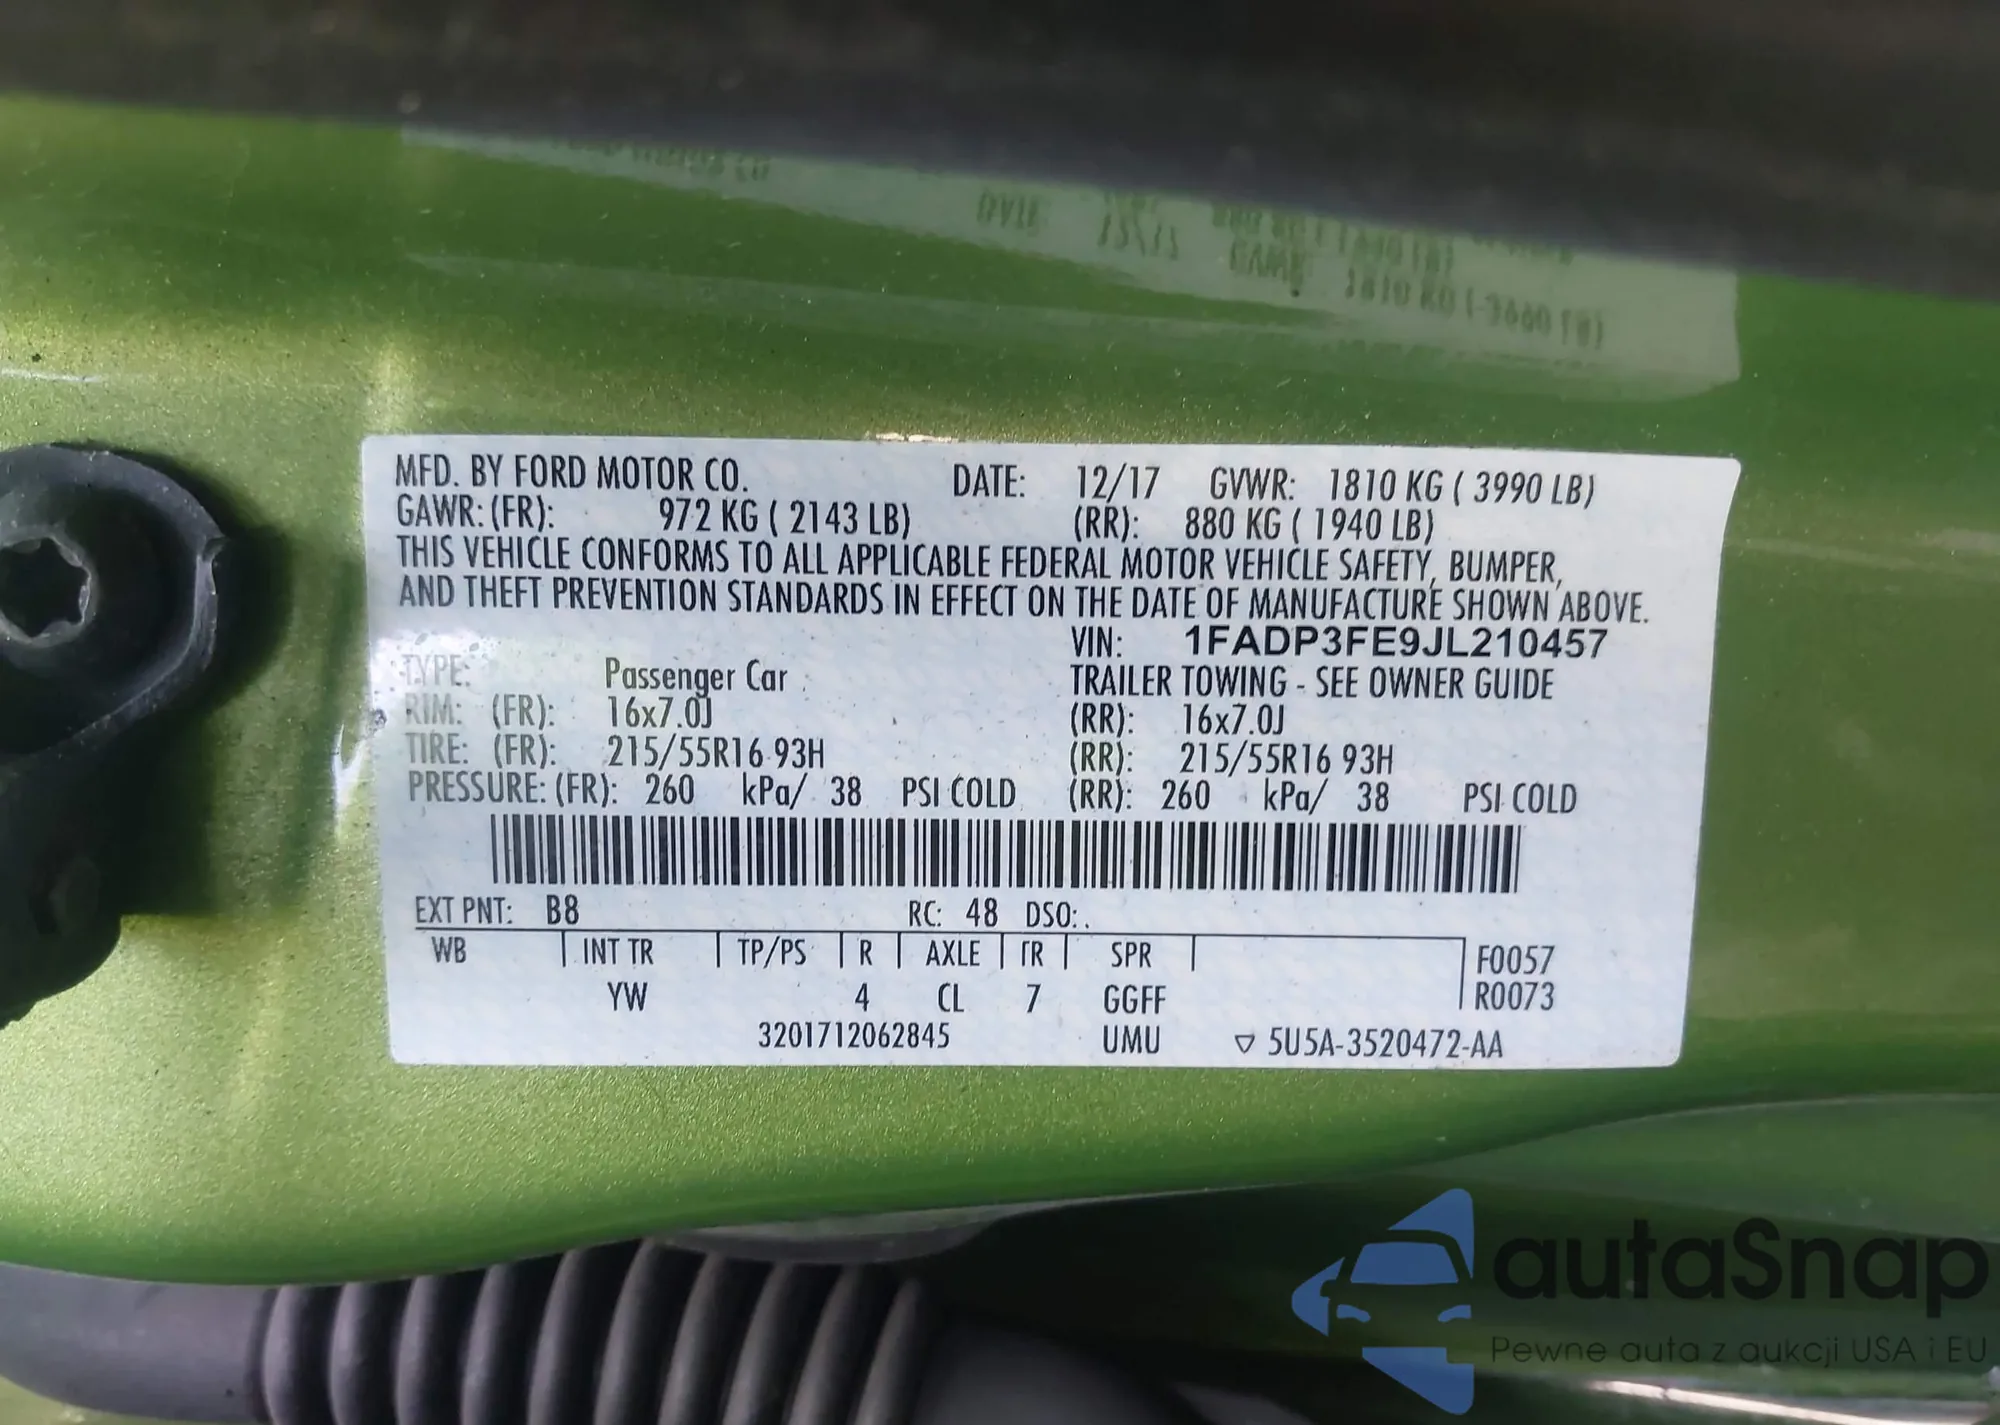 MFD. BY FORD MOTOR CO. DATE: 12/17 GVWR: 1810 KG ( 3990 LB)
GAWR: (FR): 972 KG ( 2143 LB) (RR): 880 KG ( 1940 LB)
THIS VEHICLE CONFORMS TO ALL APPLICABLE FEDERAL MOTOR VEHICLE SAFETY, BUMPER,
AND THEFT PREVENTION STANDARDS IN EFFECT ON THE DATE OF MANUFACTURE SHOWN ABOVE.
VIN: 1FADP3FE9JL210457
TYPE: Passenger Car TRAILER TOWING - SEE OWNER GUIDE
RIM: (FR): 16x7.0J (RR): 16x7.0J
TIRE: (FR): 215/55R16 93H (RR): 215/55R16 93H
PRESSURE: (FR): 260 kPa/ 38 PSI COLD (RR): 260 kPa/ 38 PSI COLD
EXT PNT: B8 RC: 48 DSO:
WB INT TR TP/PS R AXLE TR SPR F0057
YW 4 CL 7 GGFF R0073
3201712062845 UMU ▽ 5U5A-3520472-AA
autaSnap
Pewne auta z aukcji USA i EU